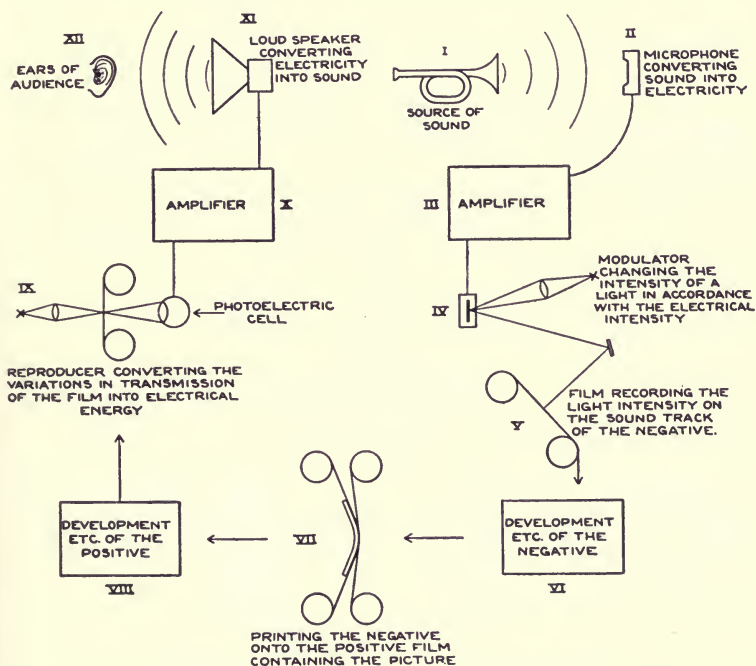 XII
EARS OF
AUDIENCE
XI
LOUD SPEAKER
CONVERTING
ELECTRICITY
INTO SOUND
I
SOURCE OF
SOUND
II
MICROPHONE
CONVERTING
SOUND INTO
ELECTRICITY
AMPLIFIER X
III AMPLIFIER
IX
PHOTOELECTRIC
CELL
REPRODUCER CONVERTING THE
VARIATIONS IN TRANSMISSION
OF THE FILM INTO ELECTRICAL
ENERGY
IV
MODULATOR
CHANGING THE
INTENSITY OF A
LIGHT IN ACCORDANCE
WITH THE ELECTRICAL
INTENSITY
V
FILM RECORDING THE
LIGHT INTENSITY ON
THE SOUND TRACK
OF THE NEGATIVE.
DEVELOPMENT
ETC. OF THE
POSITIVE
VIII
VII
DEVELOPMENT
ETC. OF THE
NEGATIVE
VI
PRINTING THE NEGATIVE
ONTO THE POSITIVE FILM
CONTAINING THE PICTURE